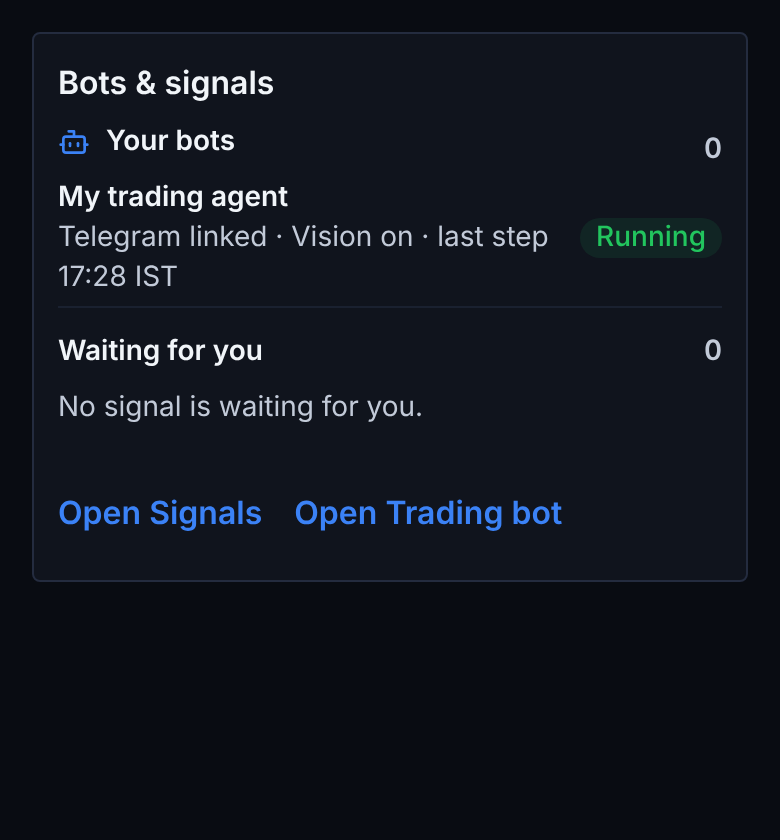 Bots & signals
Your bots
0
My trading agent
Telegram linked · Vision on · last step
17:28 IST
Running
Waiting for you
0
No signal is waiting for you.
Open Signals
Open Trading bot